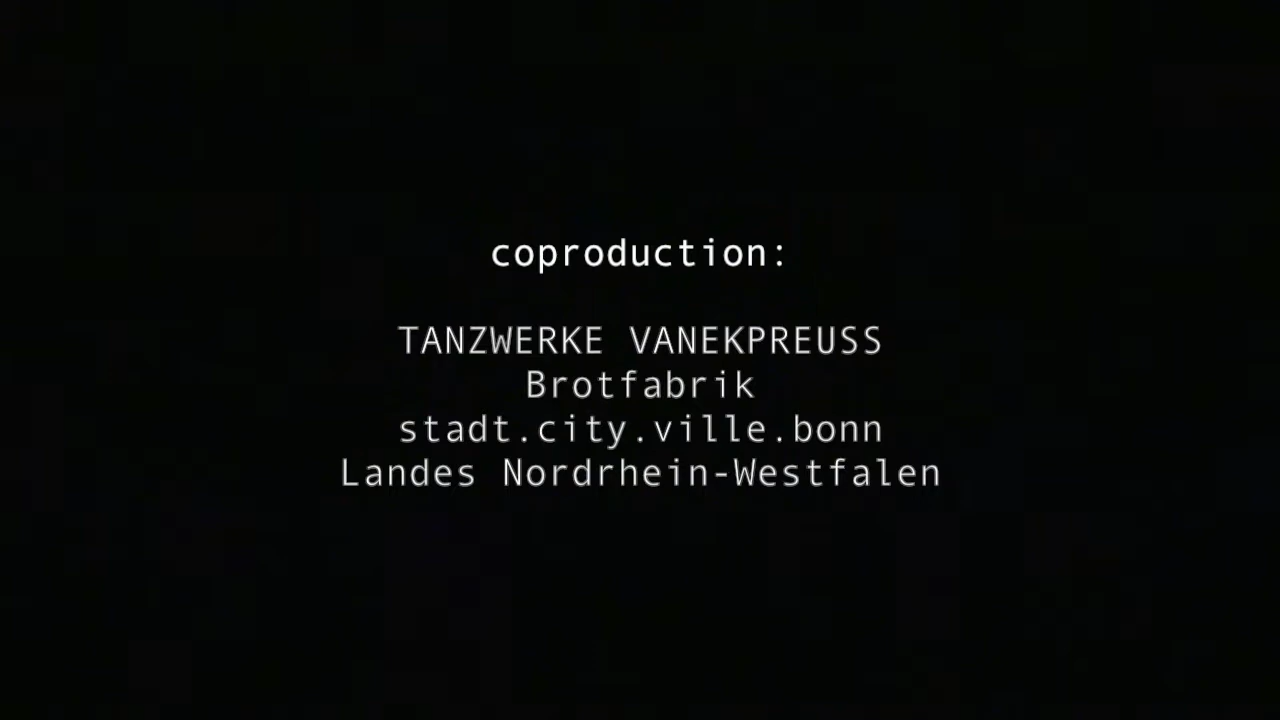 coproduction:
TANZWERKE VANEKPREUSS
Brotfabrik
stadt.city.ville.bonn
Landes Nordrhein-Westfalen